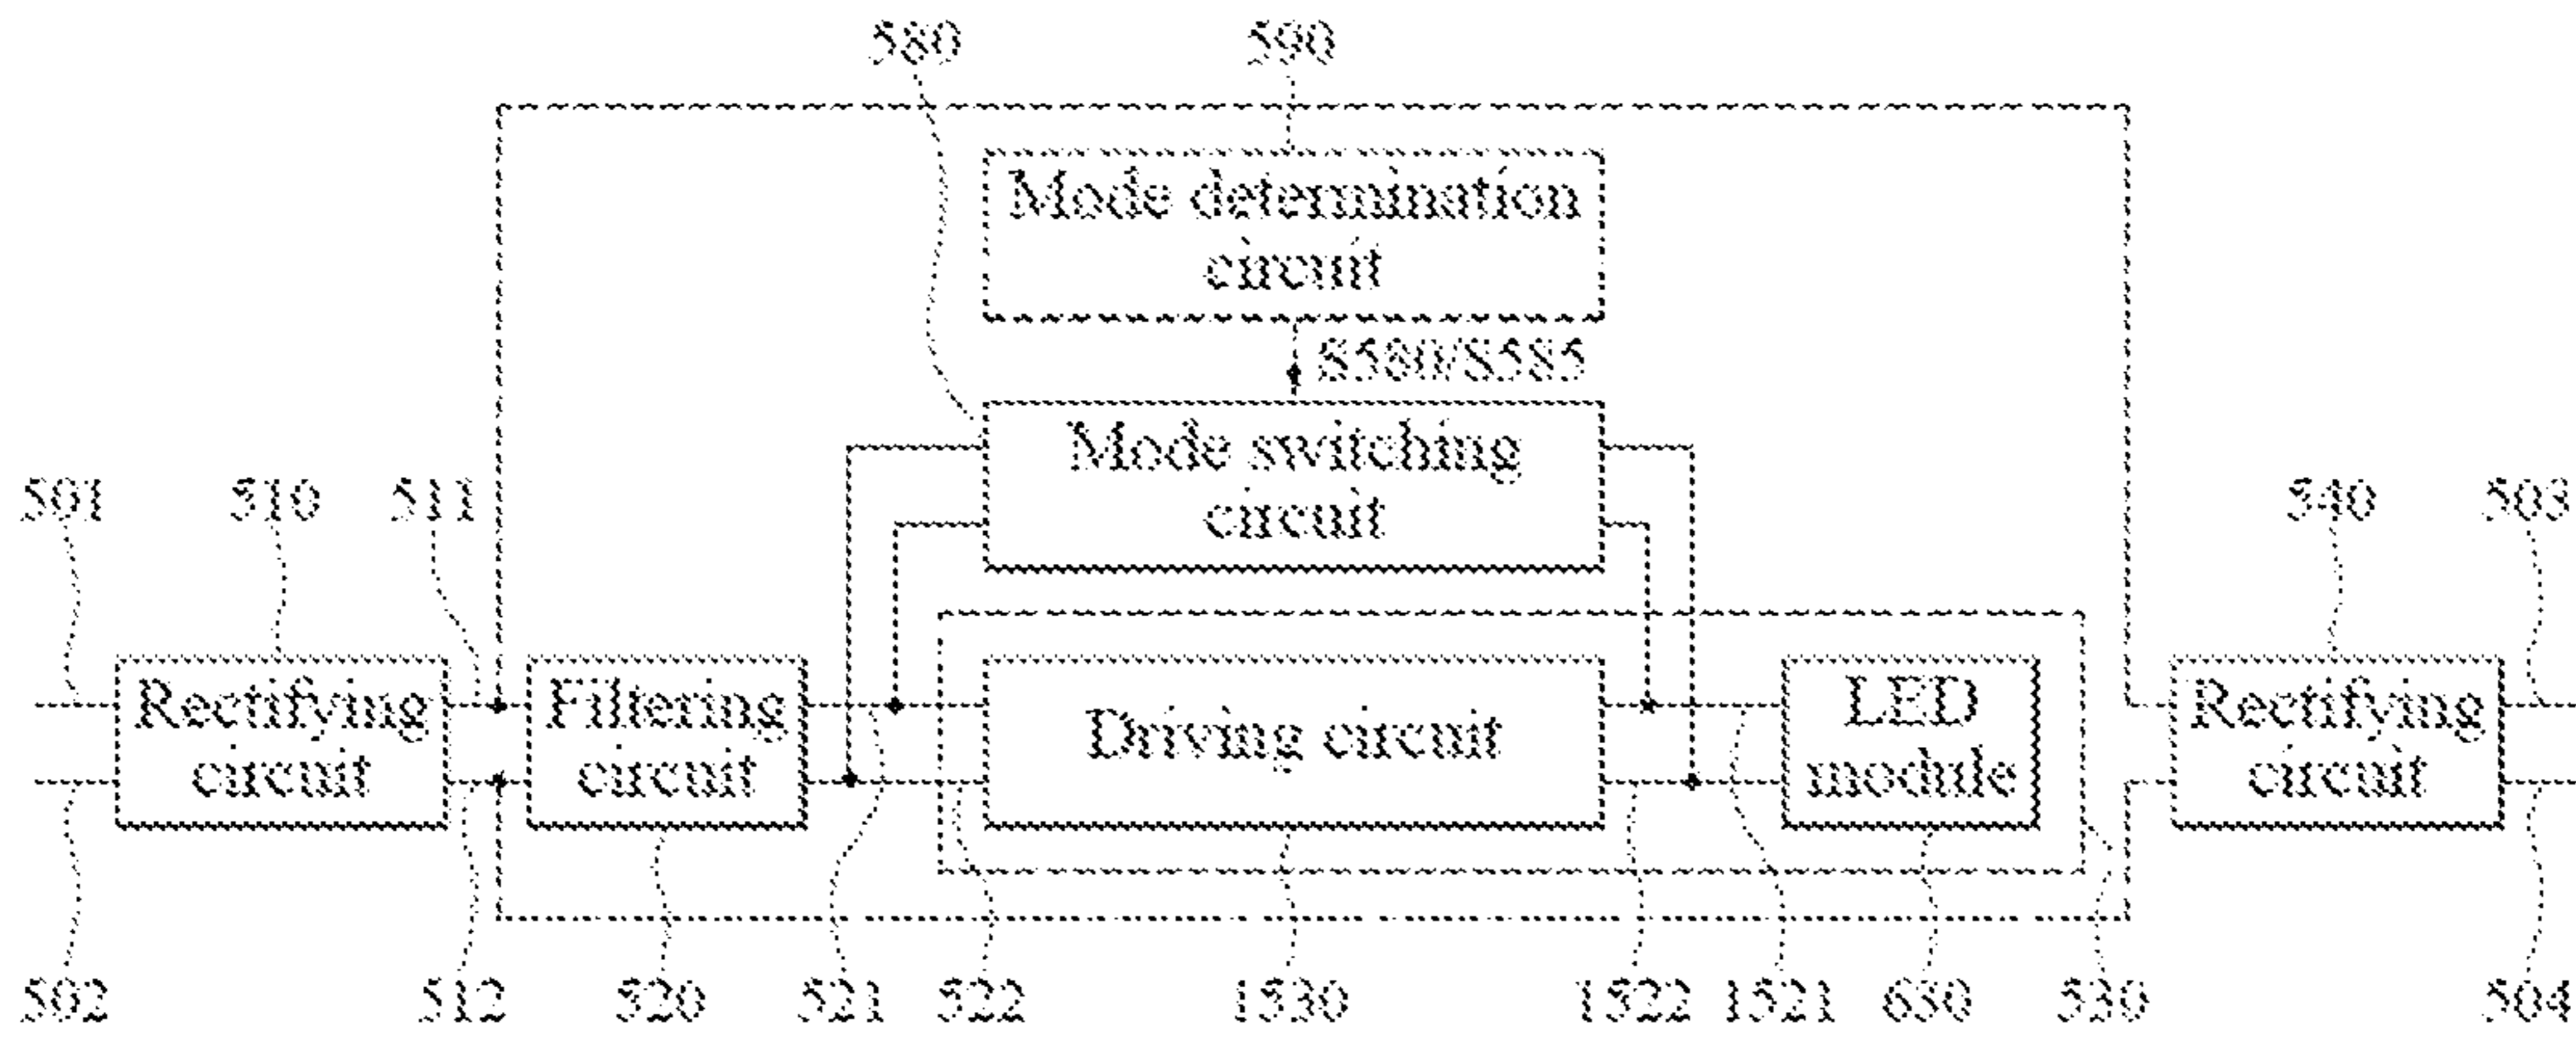 580 590
Mode determination
circuit
S580/S585
Mode switching
circuit
501 510 511 540 503
Rectifying
circuit
Filtering
circuit
Driving circuit
LED
module
Rectifying
circuit
502 512 520 521 522 1530 1522 1521 630 530 504